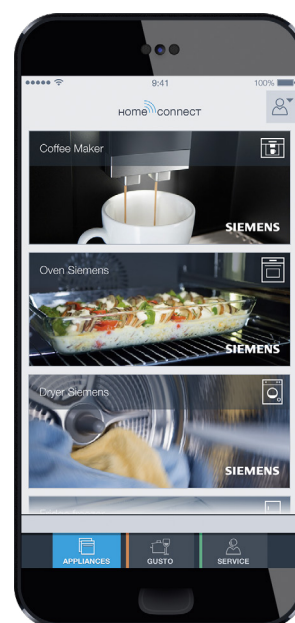 9:41
100%
HOME CONNECT
Coffee Maker
SIEMENS
Oven Siemens
SIEMENS
Dryer Siemens
SIEMENS
APPLIANCES
GUSTO
SERVICE